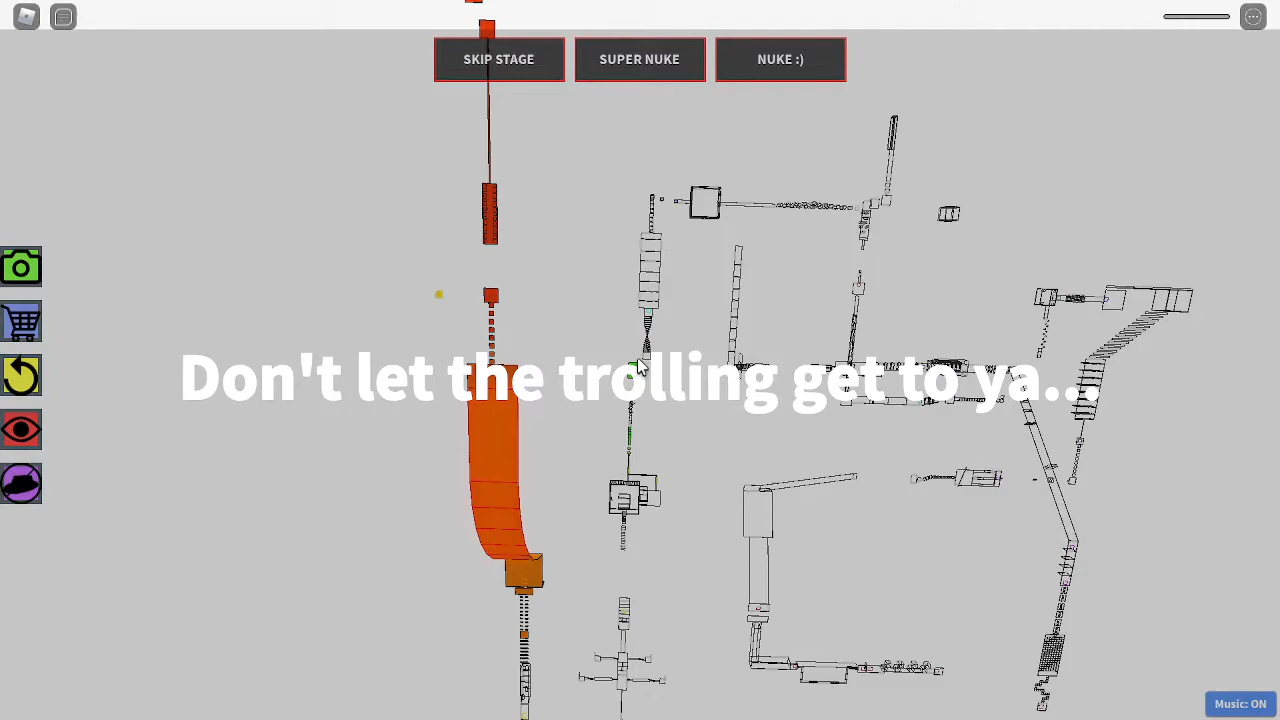 SKIP STAGE
SUPER NUKE
NUKE :)
Don't let the trolling get to ya...
Music: ON